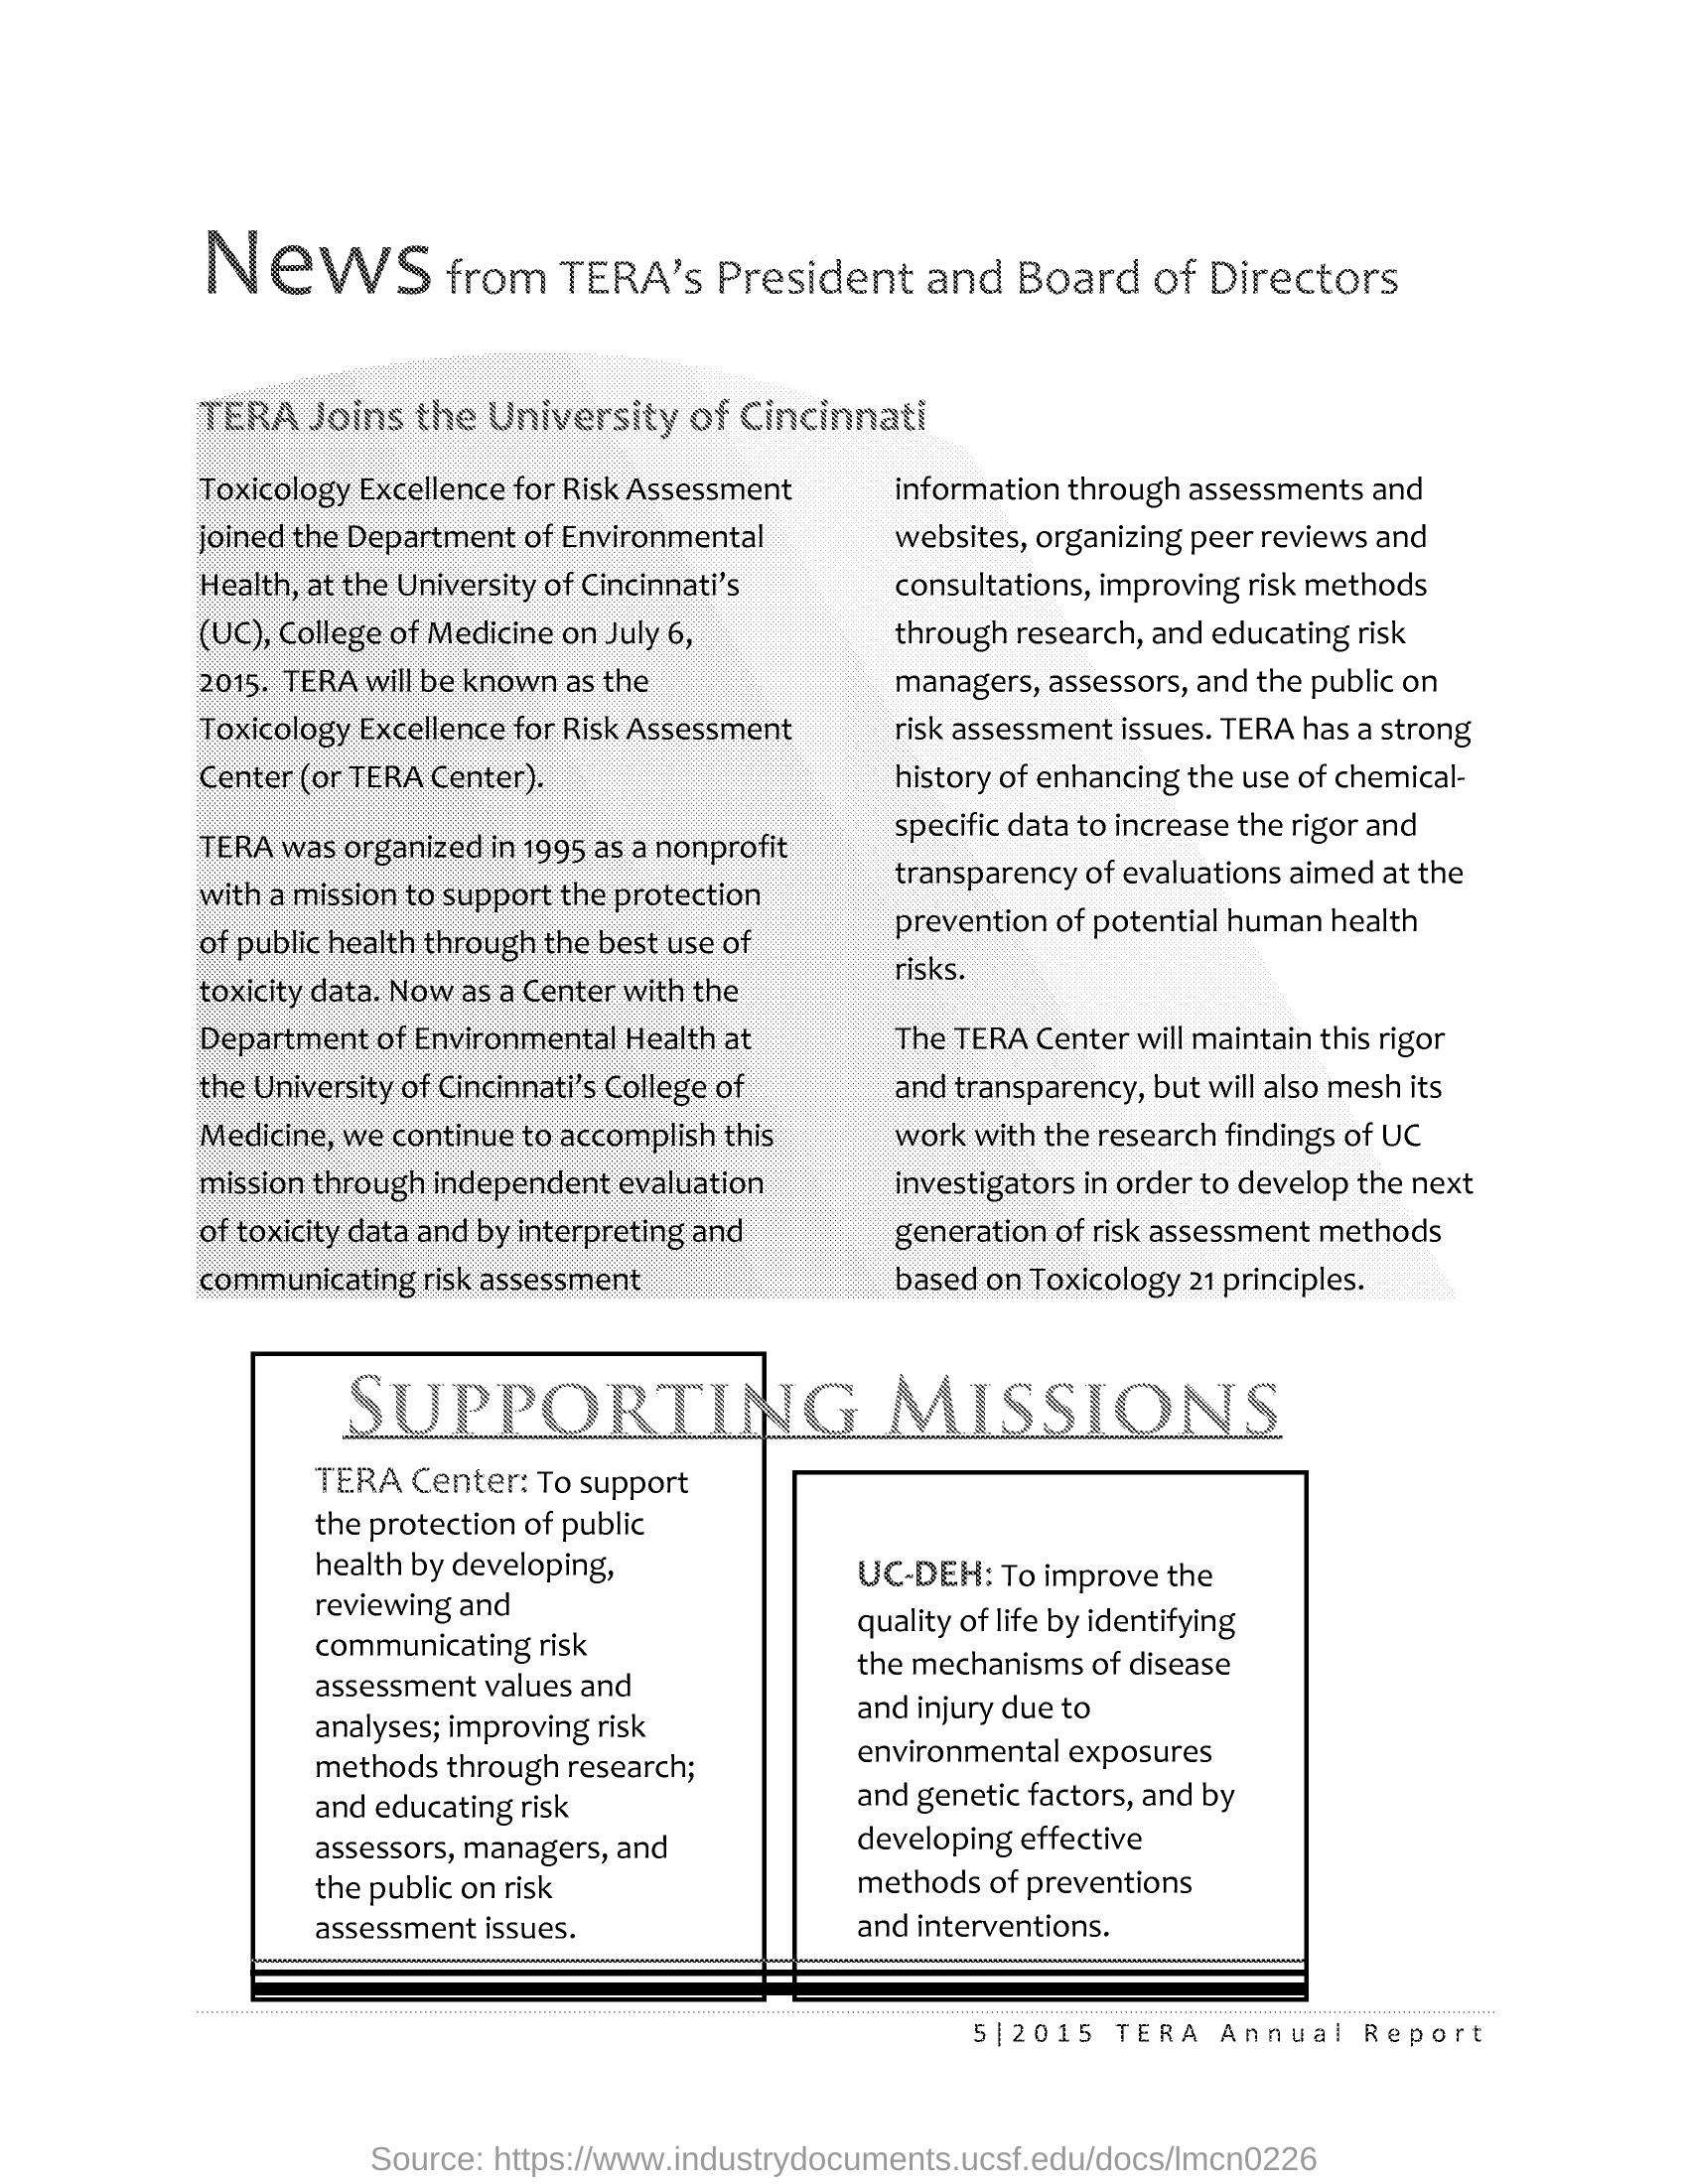 News from TERA's President and Board of Directors
TERA Joins the University of Cincinnati
Toxicology Excellence for Risk Assessment
joined the Department of Environmental
Health, at the University of Cincinnati's
(UC), College of Medicine on July 6,
2015.  TERA will be known as the
Toxicology Excellence for Risk Assessment
Center (or TERA Center).
TERA was organized in 1995 as a nonprofit
with a mission to support the protection
of public health through the best use of
toxicity data. Now as a Center with the
Department of Environmental Health at
the University of Cincinnati's College of
Medicine, we continue to accomplish this
mission through independent evaluation
of toxicity data and by interpreting and
communicating risk assessment
information through assessments and
websites, organizing peer reviews and
consultations, improving risk methods
through research, and educating risk
managers, assessors, and the public on
risk assessment issues. TERA has a strong
history of enhancing the use of chemical-
specific data to increase the rigor and
transparency of evaluations aimed at the
prevention of potential human health
risks.
The TERA Center will maintain this rigor
and transparency, but will also mesh its
work with the research findings of UC
investigators in order to develop the next
generation of risk assessment methods
based on Toxicology 21 principles.
SUPPORTING MISSIONS
TERA Center: To support
the protection of public
health by developing,
reviewing and
communicating risk
assessment values and
analyses; improving risk
methods through research;
and educating risk
assessors, managers, and
the public on risk
assessment issues.
UC-DEH: To improve the
quality of life by identifying
the mechanisms of disease
and injury due to
environmental exposures
and genetic factors, and by
developing effective
methods of preventions
and interventions.
5|2015 TERA Annual Report
Source: https://www.industrydocuments.ucsf.edu/docs/lmcn0226